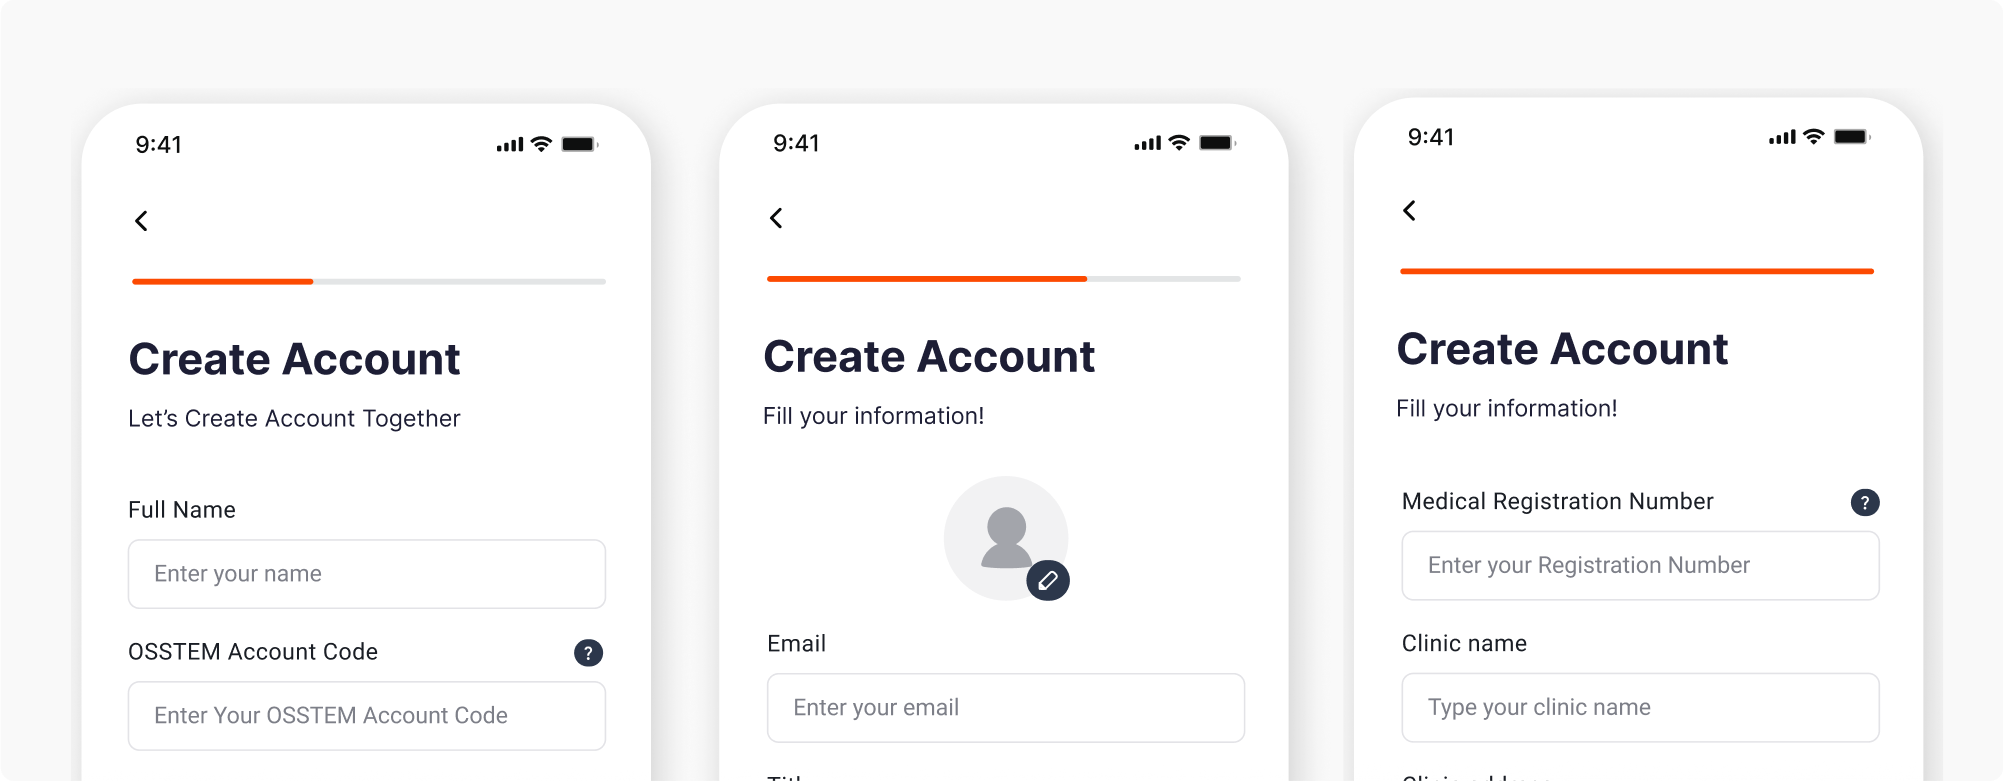 9:41
Create Account
Let's Create Account Together
Full Name
Enter your name
OSSTEM Account Code
?
Enter Your OSSTEM Account Code
9:41
Create Account
Fill your information!
Email
Enter your email
9:41
Create Account
Fill your information!
Medical Registration Number
?
Enter your Registration Number
Clinic name
Type your clinic name